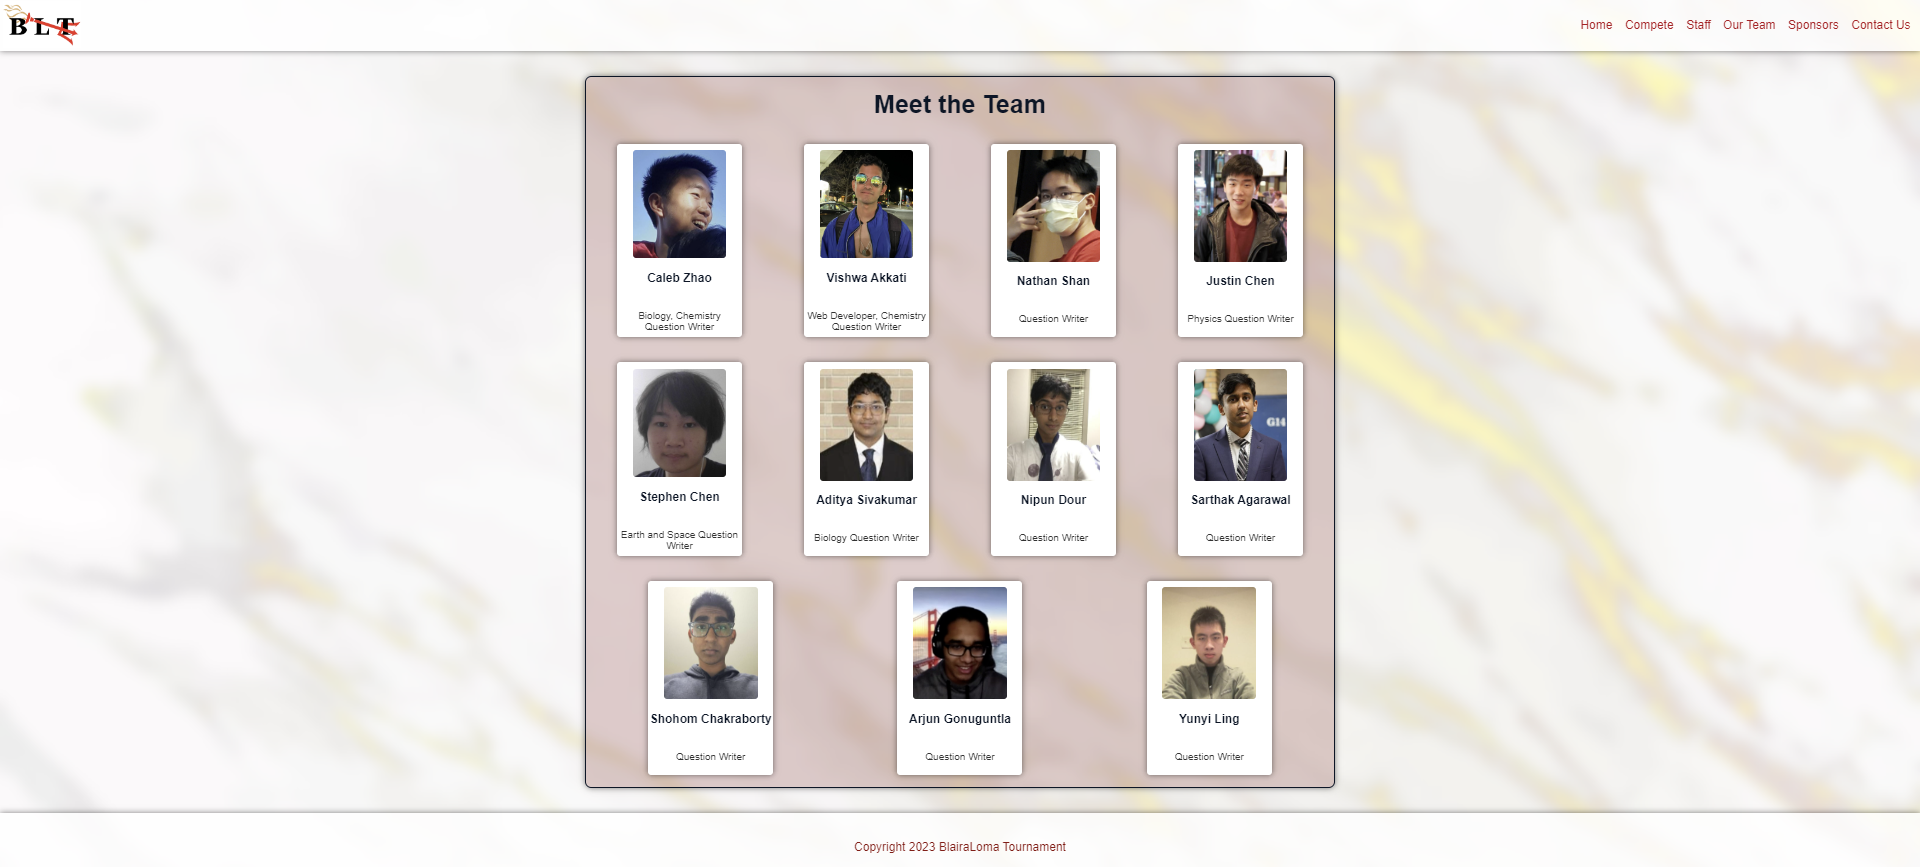 BLT
Home Compete Staff Our Team Sponsors Contact Us
Meet the Team
Caleb Zhao
Biology, Chemistry
Question Writer
Vishwa Akkati
Web Developer, Chemistry
Question Writer
Nathan Shan
Question Writer
Justin Chen
Physics Question Writer
Stephen Chen
Earth and Space Question
Writer
Aditya Sivakumar
Biology Question Writer
Nipun Dour
Question Writer
G14
Sarthak Agarawal
Question Writer
Shohom Chakraborty
Question Writer
Arjun Gonuguntla
Question Writer
Yunyi Ling
Question Writer
Copyright 2023 BlairaLoma Tournament